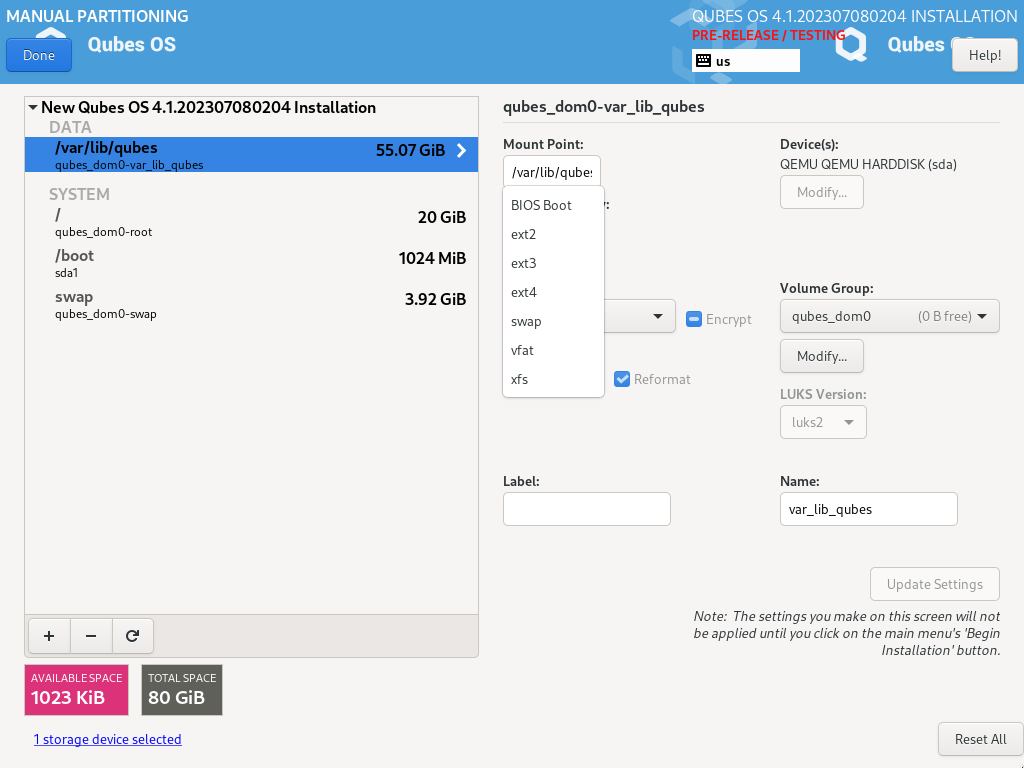 MANUAL PARTITIONING
Done
Qubes OS
QUBES OS 4.1.202307080204 INSTALLATION
PRE-RELEASE / TESTING
us
Qubes
Help!
New Qubes OS 4.1.202307080204 Installation
DATA
/var/lib/qubes
55.07 GiB
qubes_dom0-var_lib_qubes
SYSTEM
/
20 GiB
qubes_dom0-root
/boot
1024 MiB
sda1
swap
3.92 GiB
qubes_dom0-swap
+ −
AVAILABLE SPACE
1023 KiB
TOTAL SPACE
80 GiB
1 storage device selected
qubes_dom0-var_lib_qubes
Mount Point:
/var/lib/qubes
BIOS Boot
ext2
ext3
ext4
swap
vfat
xfs
Encrypt
Reformat
Label:
Device(s):
QEMU QEMU HARDDISK (sda)
Modify...
Volume Group:
qubes_dom0 (0 B free)
Modify...
LUKS Version:
luks2
Name:
var_lib_qubes
Update Settings
Note: The settings you make on this screen will not
be applied until you click on the main menu's 'Begin
Installation' button.
Reset All